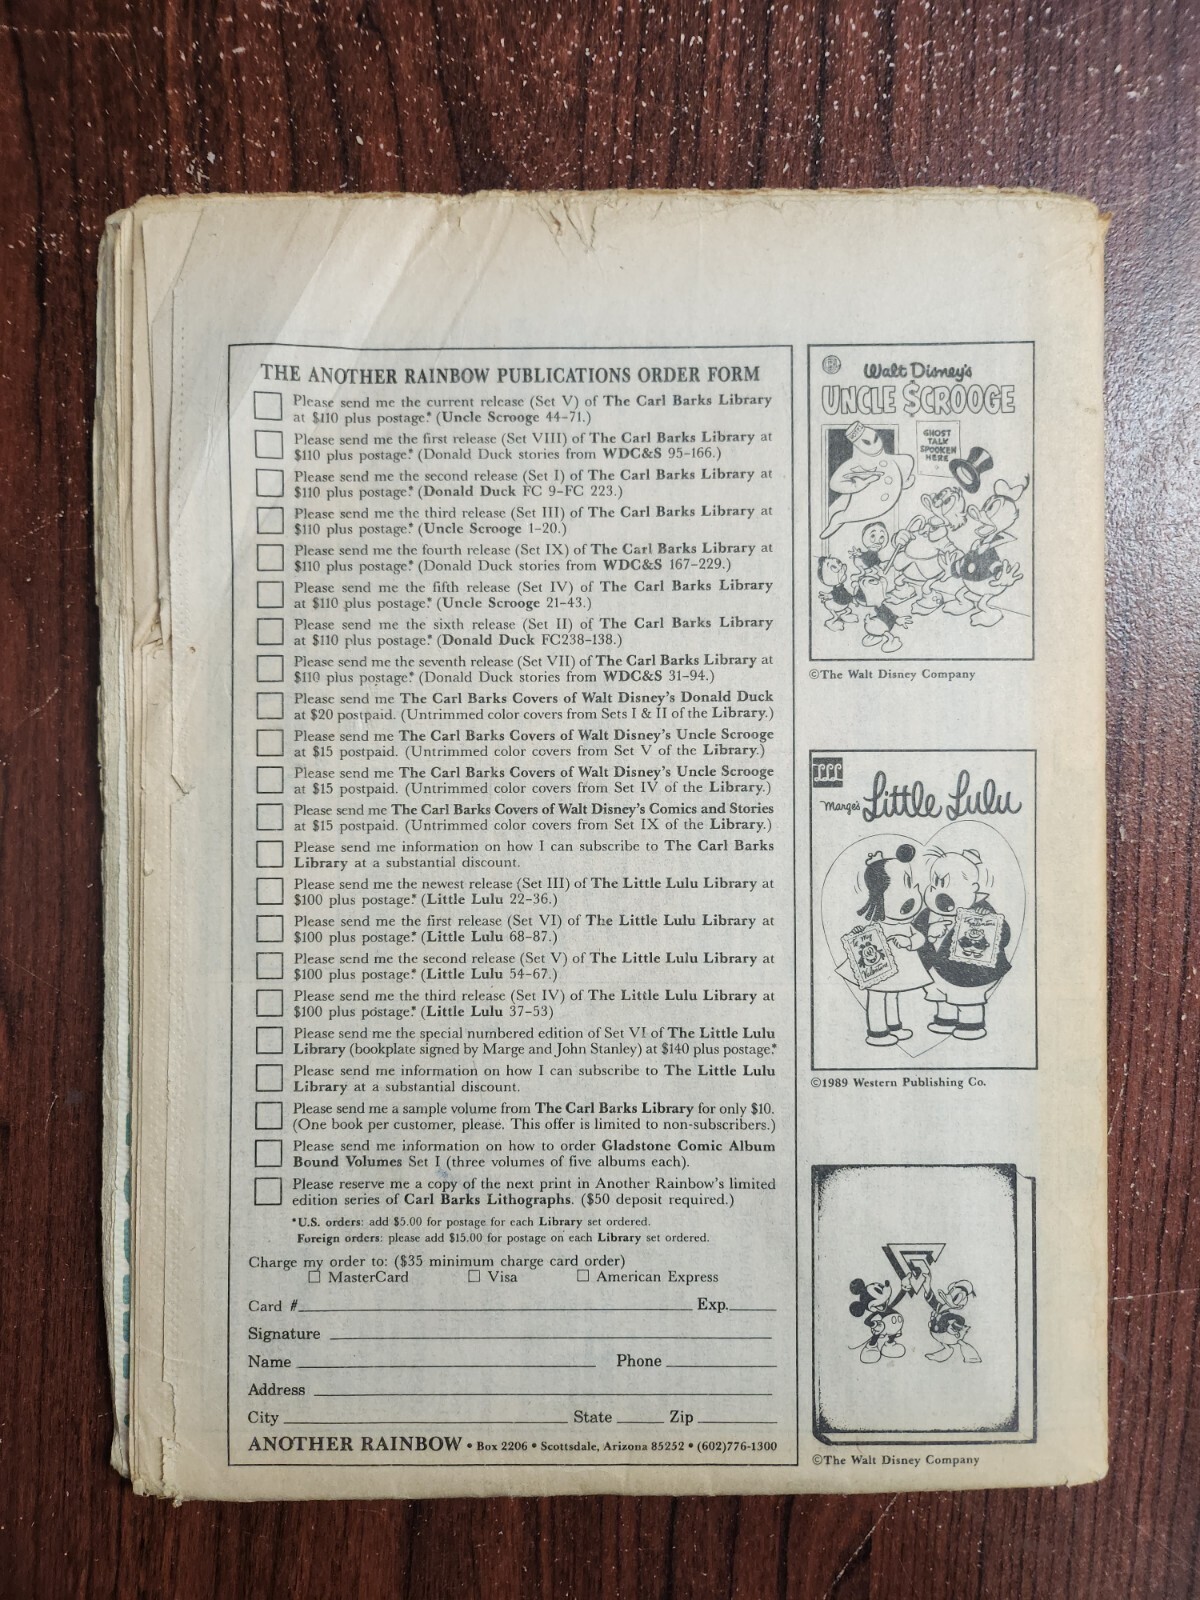 THE ANOTHER RAINBOW PUBLICATIONS ORDER FORM
Please send me the current release (Set V) of The Carl Barks Library
at $110 plus postage.* (Uncle Scrooge 44–71.)
Please send me the first release (Set VIII) of The Carl Barks Library at
$110 plus postage.* (Donald Duck stories from WDC&S 95–166.)
Please send me the second release (Set I) of The Carl Barks Library at
$110 plus postage.* (Donald Duck FC 9–FC 223.)
Please send me the third release (Set III) of The Carl Barks Library at
$110 plus postage.* (Uncle Scrooge 1–20.)
Please send me the fourth release (Set IX) of The Carl Barks Library at
$110 plus postage.* (Donald Duck stories from WDC&S 167–229.)
Please send me the fifth release (Set IV) of The Carl Barks Library
at $110 plus postage.* (Uncle Scrooge 21–43.)
Please send me the sixth release (Set II) of The Carl Barks Library
at $110 plus postage.* (Donald Duck FC238–138.)
Please send me the seventh release (Set VII) of The Carl Barks Library at
$110 plus postage.* (Donald Duck stories from WDC&S 31–94.)
Please send me The Carl Barks Covers of Walt Disney's Donald Duck
at $20 postpaid. (Untrimmed color covers from Sets I & II of the Library.)
Please send me The Carl Barks Covers of Walt Disney's Uncle Scrooge
at $15 postpaid. (Untrimmed color covers from Set V of the Library.)
Please send me The Carl Barks Covers of Walt Disney's Uncle Scrooge
at $15 postpaid. (Untrimmed color covers from Set IV of the Library.)
Please send me The Carl Barks Covers of Walt Disney's Comics and Stories
at $15 postpaid. (Untrimmed color covers from Set IX of the Library.)
Please send me information on how I can subscribe to The Carl Barks
Library at a substantial discount.
Please send me the newest release (Set III) of The Little Lulu Library at
$100 plus postage.* (Little Lulu 22–36.)
Please send me the first release (Set VI) of The Little Lulu Library at
$100 plus postage.* (Little Lulu 68–87.)
Please send me the second release (Set V) of The Little Lulu Library at
$100 plus postage.* (Little Lulu 54–67.)
Please send me the third release (Set IV) of The Little Lulu Library at
$100 plus postage.* (Little Lulu 37–53)
Please send me the special numbered edition of Set VI of The Little Lulu
Library (bookplate signed by Marge and John Stanley) at $140 plus postage.*
Please send me information on how I can subscribe to The Little Lulu
Library at a substantial discount.
Please send me a sample volume from The Carl Barks Library for only $10.
(One book per customer, please. This offer is limited to non-subscribers.)
Please send me information on how to order Gladstone Comic Album
Bound Volumes Set I (three volumes of five albums each).
Please reserve me a copy of the next print in Another Rainbow's limited
edition series of Carl Barks Lithographs. ($50 deposit required.)
*U.S. orders: add $5.00 for postage for each Library set ordered.
Foreign orders: please add $15.00 for postage on each Library set ordered.
Charge my order to: ($35 minimum charge card order)
MasterCard Visa American Express
Card # Exp.
Signature
Name Phone
Address
City State Zip
ANOTHER RAINBOW • Box 2206 • Scottsdale, Arizona 85252 • (602)776-1300
Walt Disney's
UNCLE $CROOGE
GHOST
TALK
SPOKEN
HERE
©The Walt Disney Company
LLL
Marge's Little Lulu
©1989 Western Publishing Co.
©The Walt Disney Company